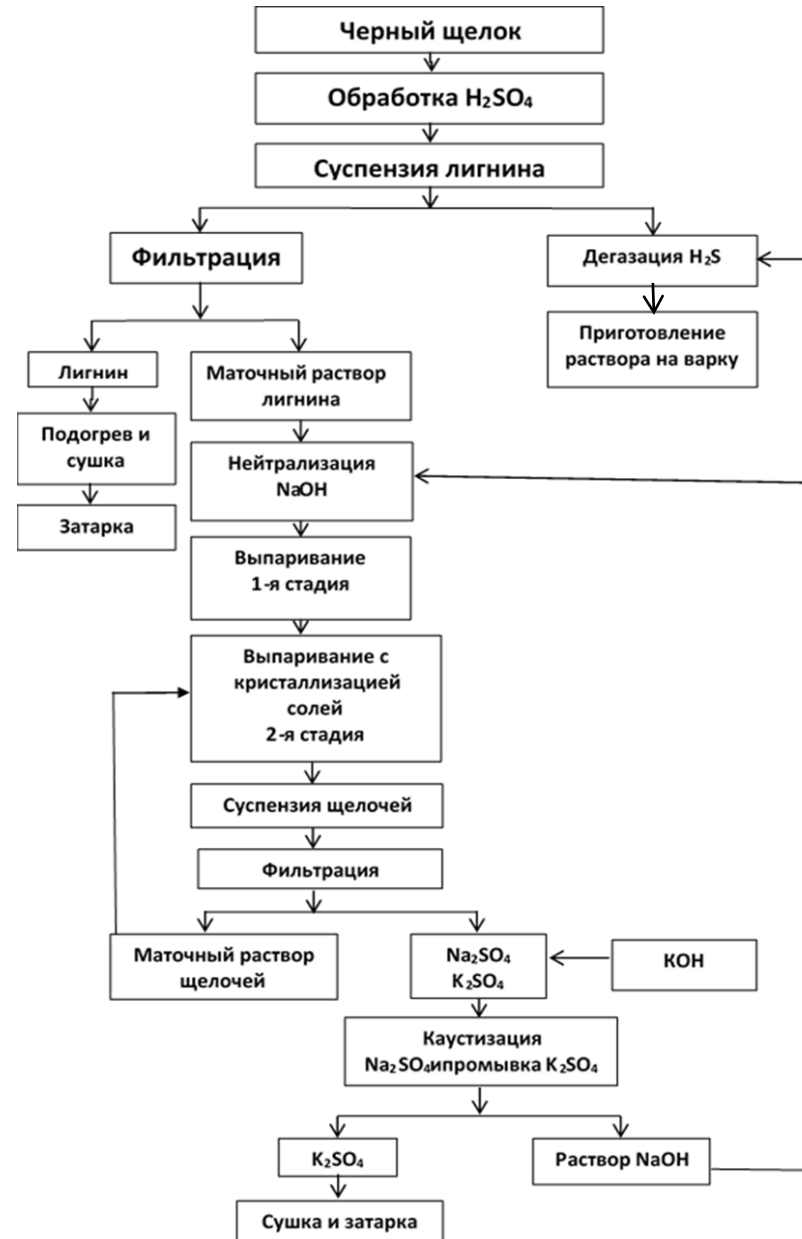 Черный щелок
Обработка H₂SO₄
Суспензия лигнина
Фильтрация
Дегазация H₂S
Приготовление
раствора на варку
Лигнин
Маточный раствор
лигнина
Подогрев и
сушка
Нейтрализация
NaOH
Затарка
Выпаривание
1-я стадия
Выпаривание с
кристаллизацией
солей
2-я стадия
Суспензия щелочей
Фильтрация
Маточный раствор
щелочей
Na₂SO₄
K₂SO₄
КОН
Каустизация
Na₂SO₄ипромывка K₂SO₄
K₂SO₄
Раствор NaOH
Сушка и затарка